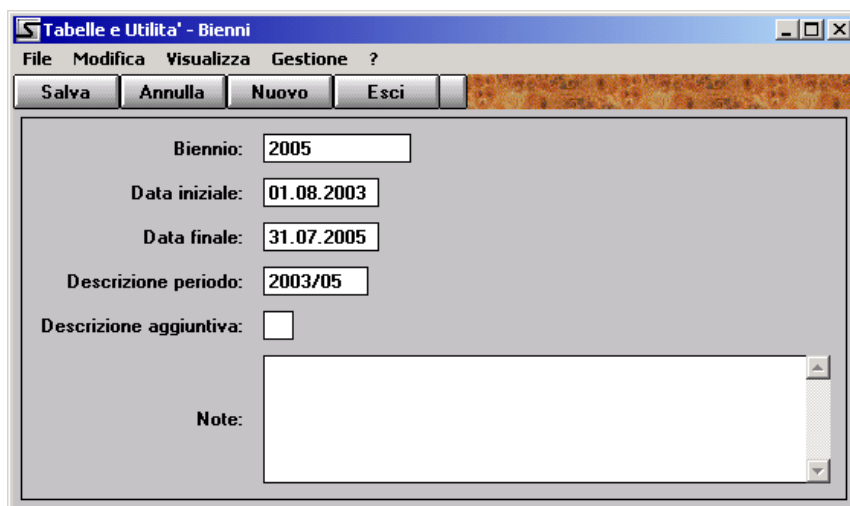 Tabelle e Utilita' - Bienni
File Modifica Visualizza Gestione ?
Salva Annulla Nuovo Esci
Biennio: 2005
Data iniziale: 01.08.2003
Data finale: 31.07.2005
Descrizione periodo: 2003/05
Descrizione aggiuntiva:
Note: